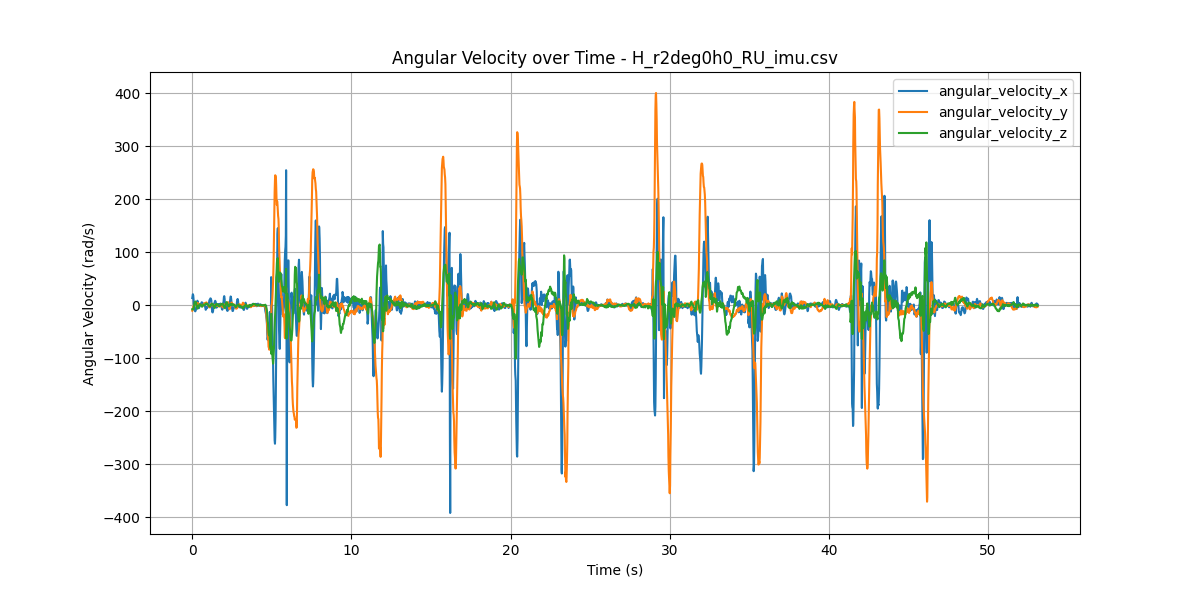 Angular Velocity over Time - H_r2deg0h0_RU_imu.csv
angular_velocity_x
angular_velocity_y
angular_velocity_z
Angular Velocity (rad/s)
400
300
200
100
0
−100
−200
−300
−400
0 10 20 30 40 50
Time (s)